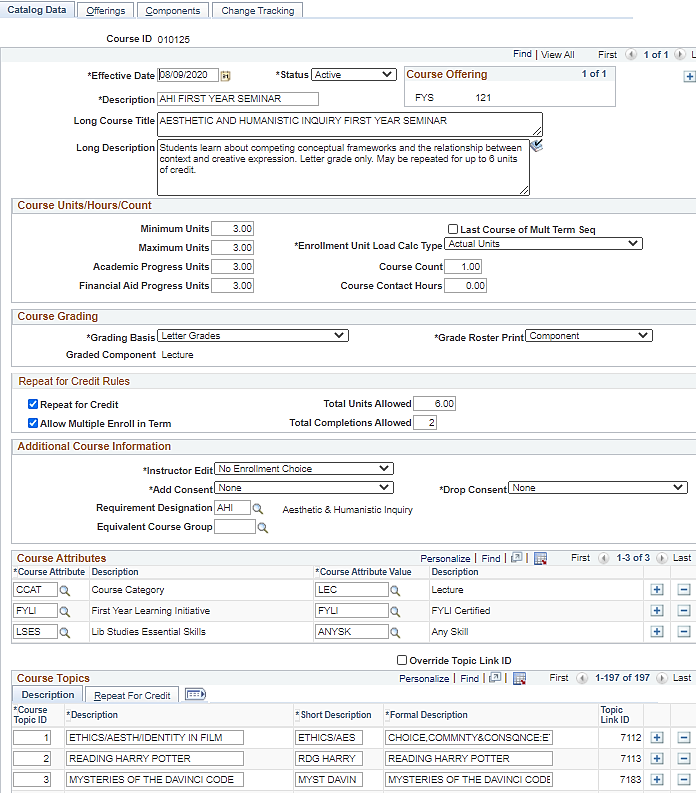 Catalog Data Offerings Components Change Tracking
Course ID 010125
Find | View All First 1 of 1 L
*Effective Date 08/09/2020 *Status Active Course Offering 1 of 1
*Description AHI FIRST YEAR SEMINAR FYS 121
Long Course Title AESTHETIC AND HUMANISTIC INQUIRY FIRST YEAR SEMINAR
Long Description Students learn about competing conceptual frameworks and the relationship between
context and creative expression. Letter grade only. May be repeated for up to 6 units
of credit.
Course Units/Hours/Count
Minimum Units 3.00 Last Course of Mult Term Seq
Maximum Units 3.00 *Enrollment Unit Load Calc Type Actual Units
Academic Progress Units 3.00 Course Count 1.00
Financial Aid Progress Units 3.00 Course Contact Hours 0.00
Course Grading
*Grading Basis Letter Grades *Grade Roster Print Component
Graded Component Lecture
Repeat for Credit Rules
Repeat for Credit Total Units Allowed 6.00
Allow Multiple Enroll in Term Total Completions Allowed 2
Additional Course Information
*Instructor Edit No Enrollment Choice
*Add Consent None *Drop Consent None
Requirement Designation AHI Aesthetic & Humanistic Inquiry
Equivalent Course Group
Course Attributes Personalize | Find | | First 1-3 of 3 Last
*Course Attribute Description *Course Attribute Value Description
CCAT Course Category LEC Lecture
FYLI First Year Learning Initiative FYLI FYLI Certified
LSES Lib Studies Essential Skills ANYSK Any Skill
Override Topic Link ID
Course Topics Personalize | Find | | First 1-197 of 197 Last
Description Repeat For Credit
*Course Topic ID *Description *Short Description *Formal Description Topic Link ID
1 ETHICS/AESTH/IDENTITY IN FILM ETHICS/AES CHOICE,COMMNTY&CONSQNCE:E 7112
2 READING HARRY POTTER RDG HARRY READING HARRY POTTER 7113
3 MYSTERIES OF THE DAVINCI CODE MYST DAVIN MYSTERIES OF THE DAVINCI CODE 7183